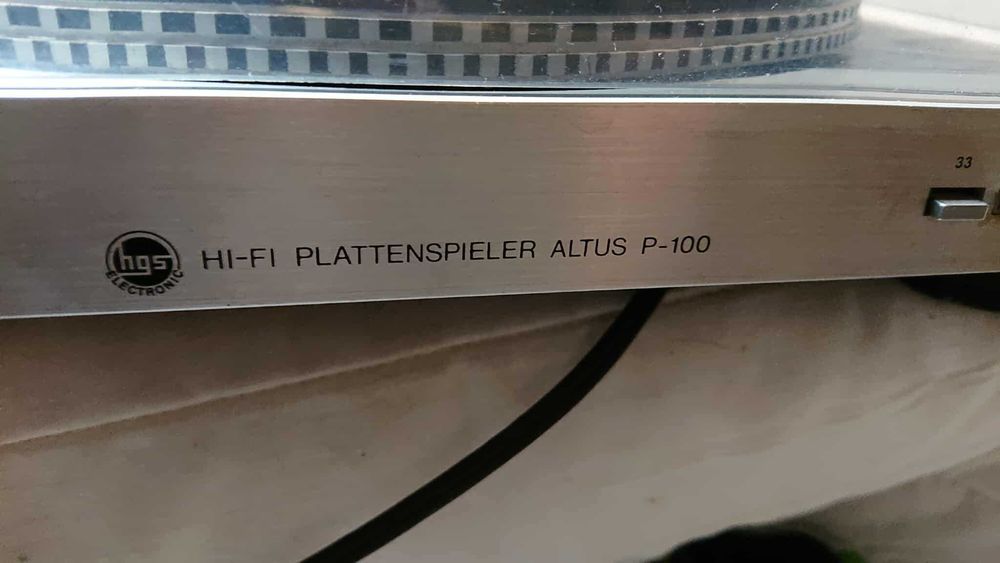 33
hgs
ELECTRONIC
HI-FI PLATTENSPIELER ALTUS P-100